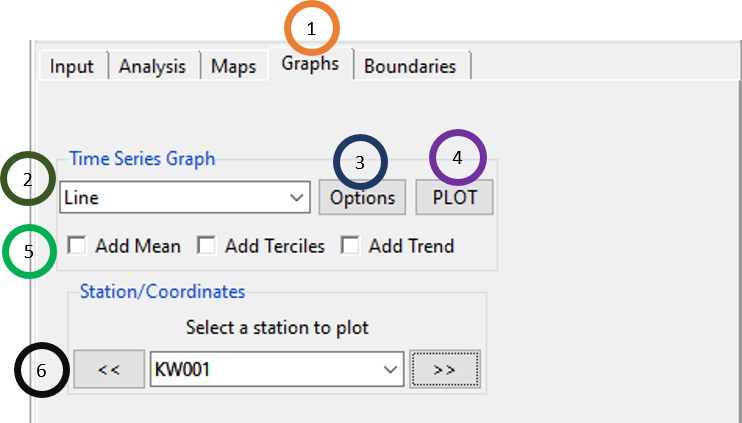 1
Input Analysis Maps Graphs Boundaries
Time Series Graph
2 3 4
Line Options PLOT
5 Add Mean Add Terciles Add Trend
Station/Coordinates
Select a station to plot
6 << KW001 >>